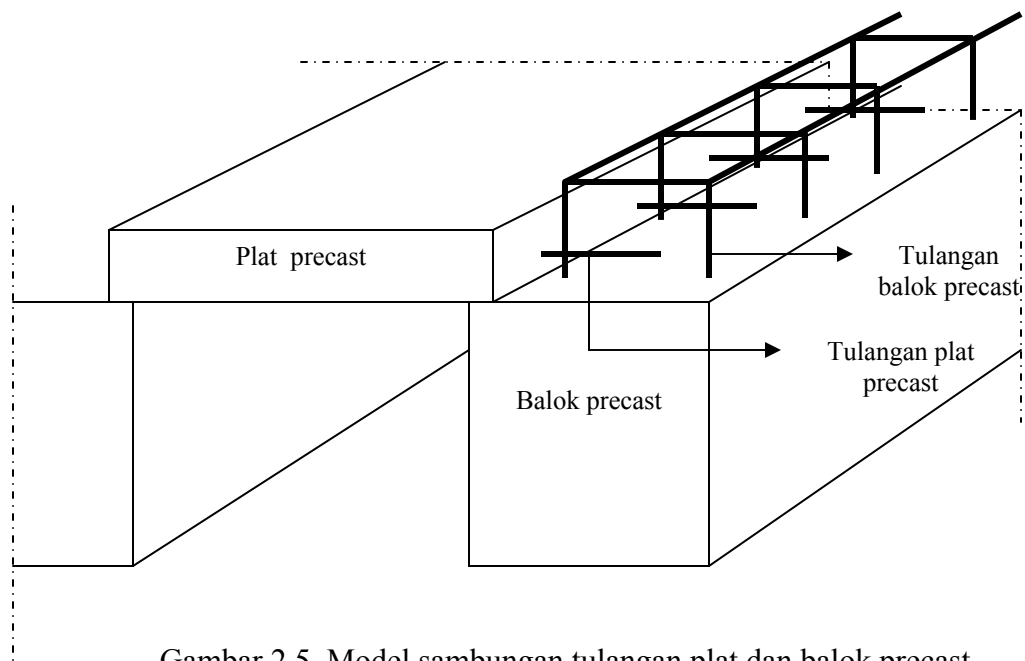 Plat precast
Tulangan
balok precast
Tulangan plat
precast
Balok precast
Gambar 2.5. Model sambungan tulangan plat dan balok precast